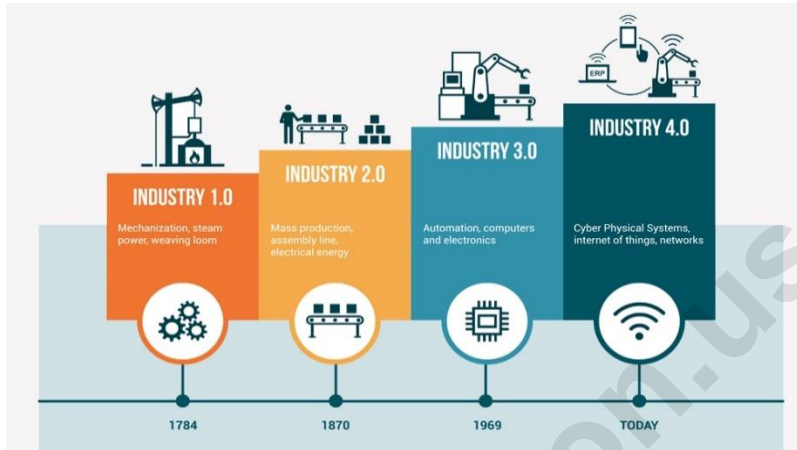 ERP
INDUSTRY 1.0
Mechanization, steam
power, weaving loom
INDUSTRY 2.0
Mass production,
assembly line,
electrical energy
INDUSTRY 3.0
Automation, computers
and electronics
INDUSTRY 4.0
Cyber Physical Systems,
internet of things, networks
1784
1870
1969
TODAY
on.us